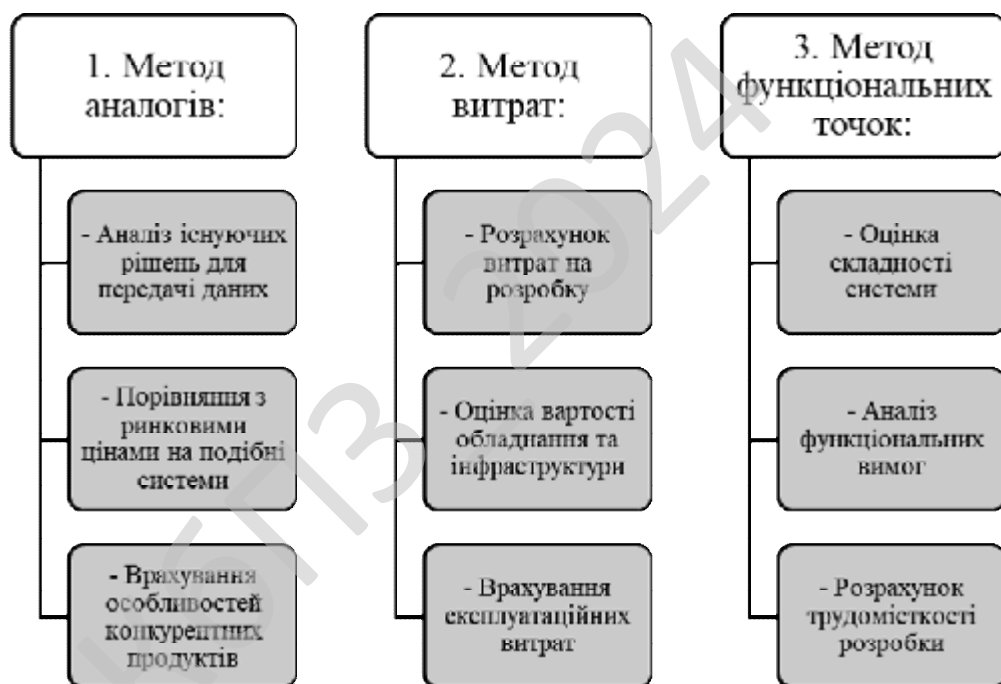 1. Метод
аналогів:
- Аналіз існуючих
рішень для
передачі даних
- Порівняння з
ринковими
цінами на подібні
системи
- Врахування
особливостей
конкурентних
продуктів
2. Метод
витрат:
- Розрахунок
витрат на
розробку
- Оцінка вартості
обладнання та
інфраструктури
- Врахування
експлуатаційних
витрат
3. Метод
функціональних
точок:
- Оцінка
складності
системи
- Аналіз
функціональних
вимог
- Розрахунок
трудомісткості
розробки
КБПЗ_2024